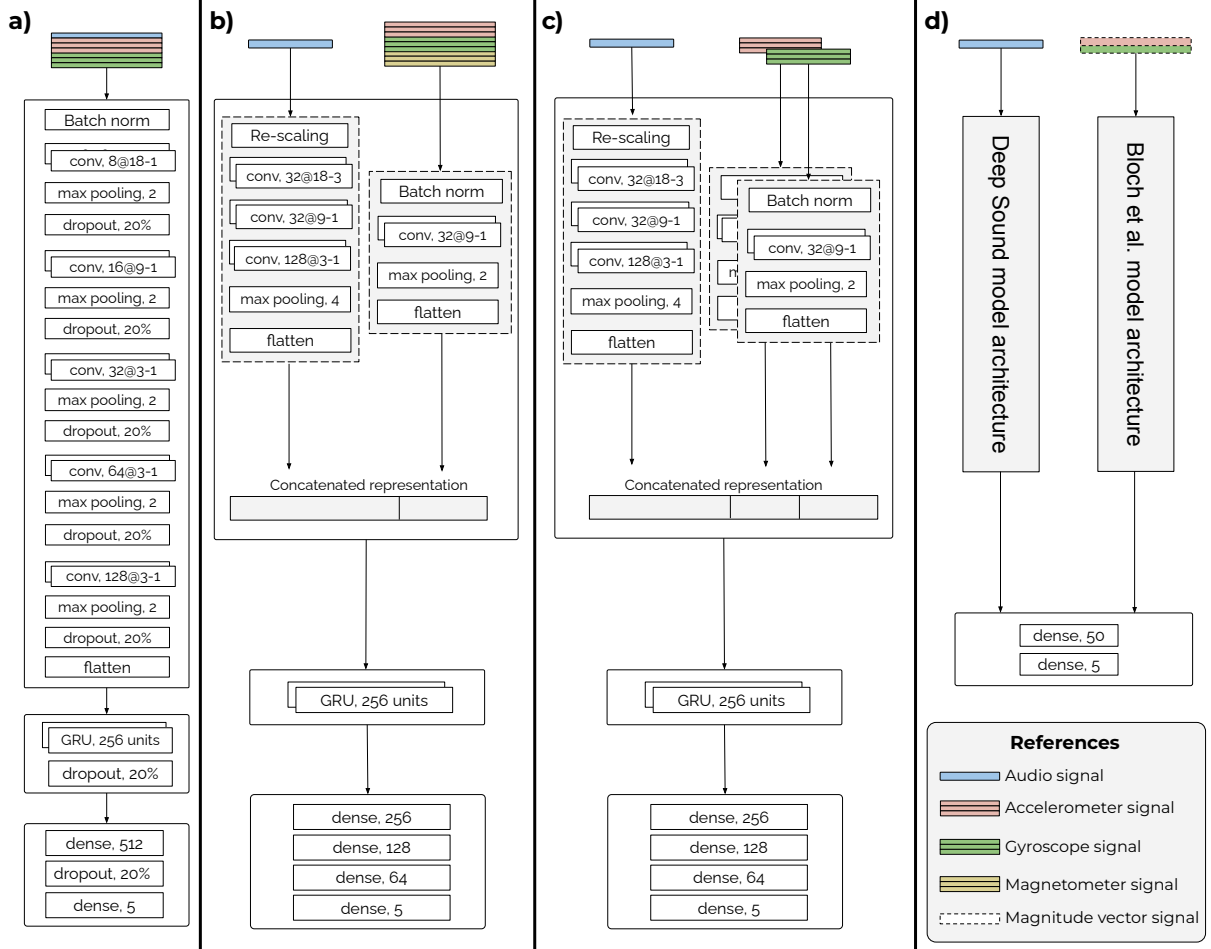 a)
Batch norm
conv, 8@18-1
max pooling, 2
dropout, 20%
conv, 16@9-1
max pooling, 2
dropout, 20%
conv, 32@3-1
max pooling, 2
dropout, 20%
conv, 64@3-1
max pooling, 2
dropout, 20%
conv, 128@3-1
max pooling, 2
dropout, 20%
flatten
GRU, 256 units
dropout, 20%
dense, 512
dropout, 20%
dense, 5
b)
Re-scaling
conv, 32@18-3
conv, 32@9-1
conv, 128@3-1
max pooling, 4
flatten
Batch norm
conv, 32@9-1
max pooling, 2
flatten
Concatenated representation
GRU, 256 units
dense, 256
dense, 128
dense, 64
dense, 5
c)
Re-scaling
conv, 32@18-3
conv, 32@9-1
conv, 128@3-1
max pooling, 4
flatten
Batch norm
conv, 32@9-1
max pooling, 2
flatten
Concatenated representation
GRU, 256 units
dense, 256
dense, 128
dense, 64
dense, 5
d)
Deep Sound model architecture
Bloch et al. model architecture
dense, 50
dense, 5
References
Audio signal
Accelerometer signal
Gyroscope signal
Magnetometer signal
Magnitude vector signal